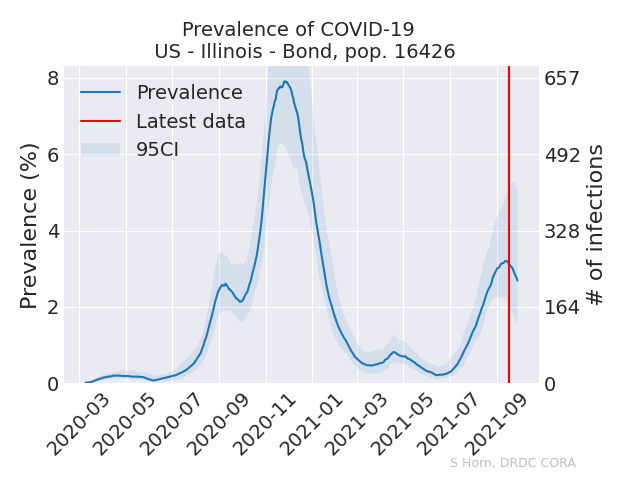 Prevalence of COVID-19
US - Illinois - Bond, pop. 16426
Prevalence
Latest data
95CI
Prevalence (%)
8
6
4
2
0
657
492
328
164
0
# of infections
2020-03
2020-05
2020-07
2020-09
2020-11
2021-01
2021-03
2021-05
2021-07
2021-09
S Horn, DRDC CORA